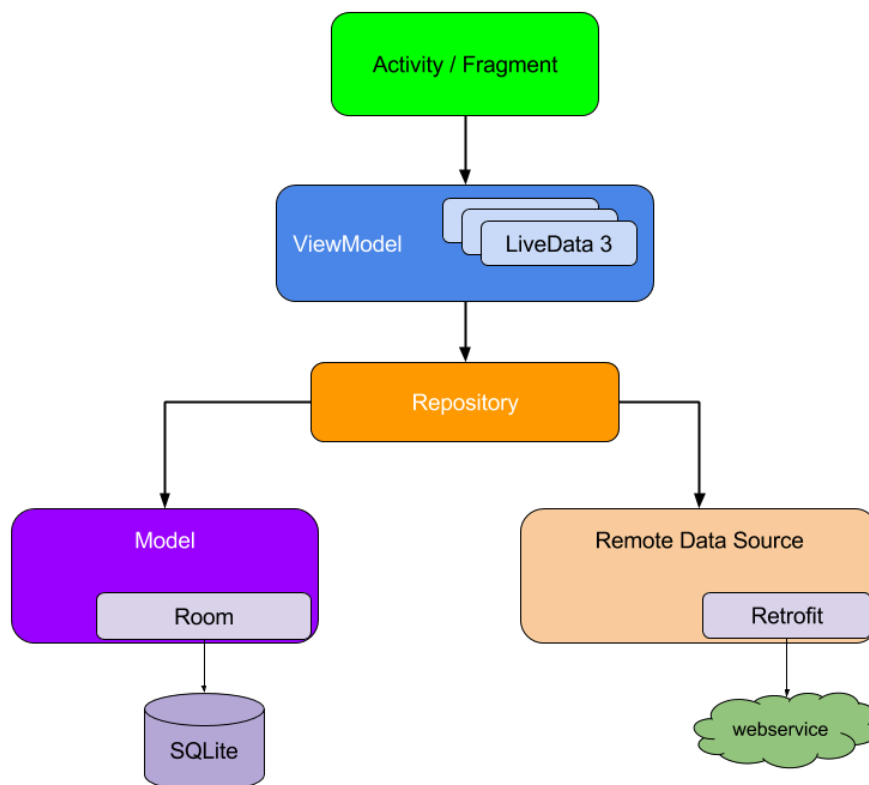 Activity / Fragment
ViewModel
LiveData 3
Repository
Model
Remote Data Source
Room
Retrofit
SQLite
webservice